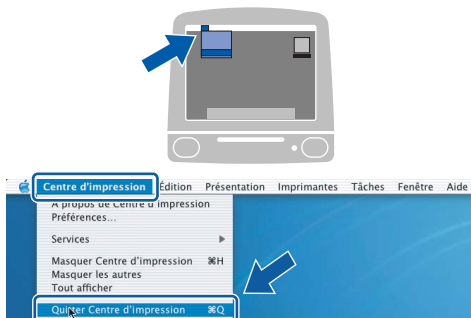 Centre d'impression Édition Présentation Imprimantes Tâches Fenêtre Aide
A propos de Centre d'impression
Préférences...
Services
Masquer Centre d'impression ⌘H
Masquer les autres
Tout afficher
Quitter Centre d'impression ⌘Q